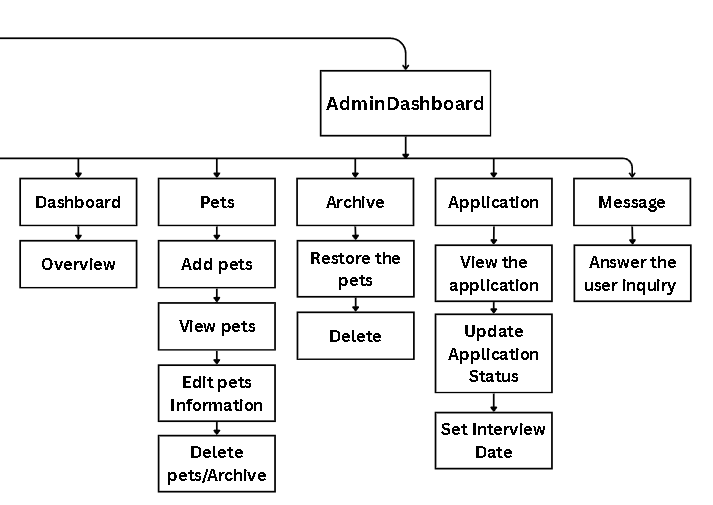 AdminDashboard
Dashboard
Pets
Archive
Application
Message
Overview
Add pets
Restore the
pets
View the
application
Answer the
user inquiry
View pets
Delete
Update
Application
Status
Edit pets
Information
Set Interview
Date
Delete
pets/Archive